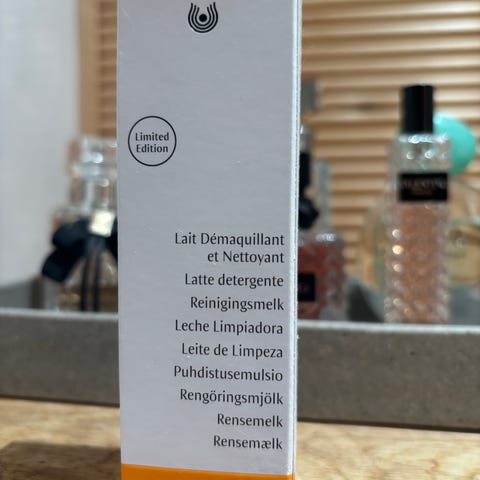 Limited
Edition
Lait Démaquillant
et Nettoyant
Latte detergente
Reinigingsmelk
Leche Limpiadora
Leite de Limpeza
Puhdistusemulsio
Rengöringsmjölk
Rensemelk
Rensemælk